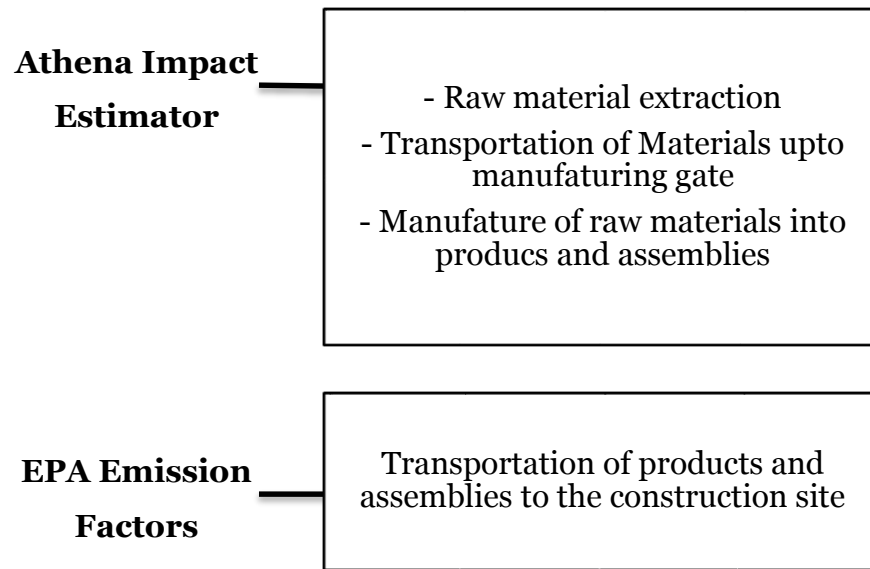 Athena Impact
Estimator
- Raw material extraction
- Transportation of Materials upto
manufaturing gate
- Manufature of raw materials into
producs and assemblies
EPA Emission
Factors
Transportation of products and
assemblies to the construction site